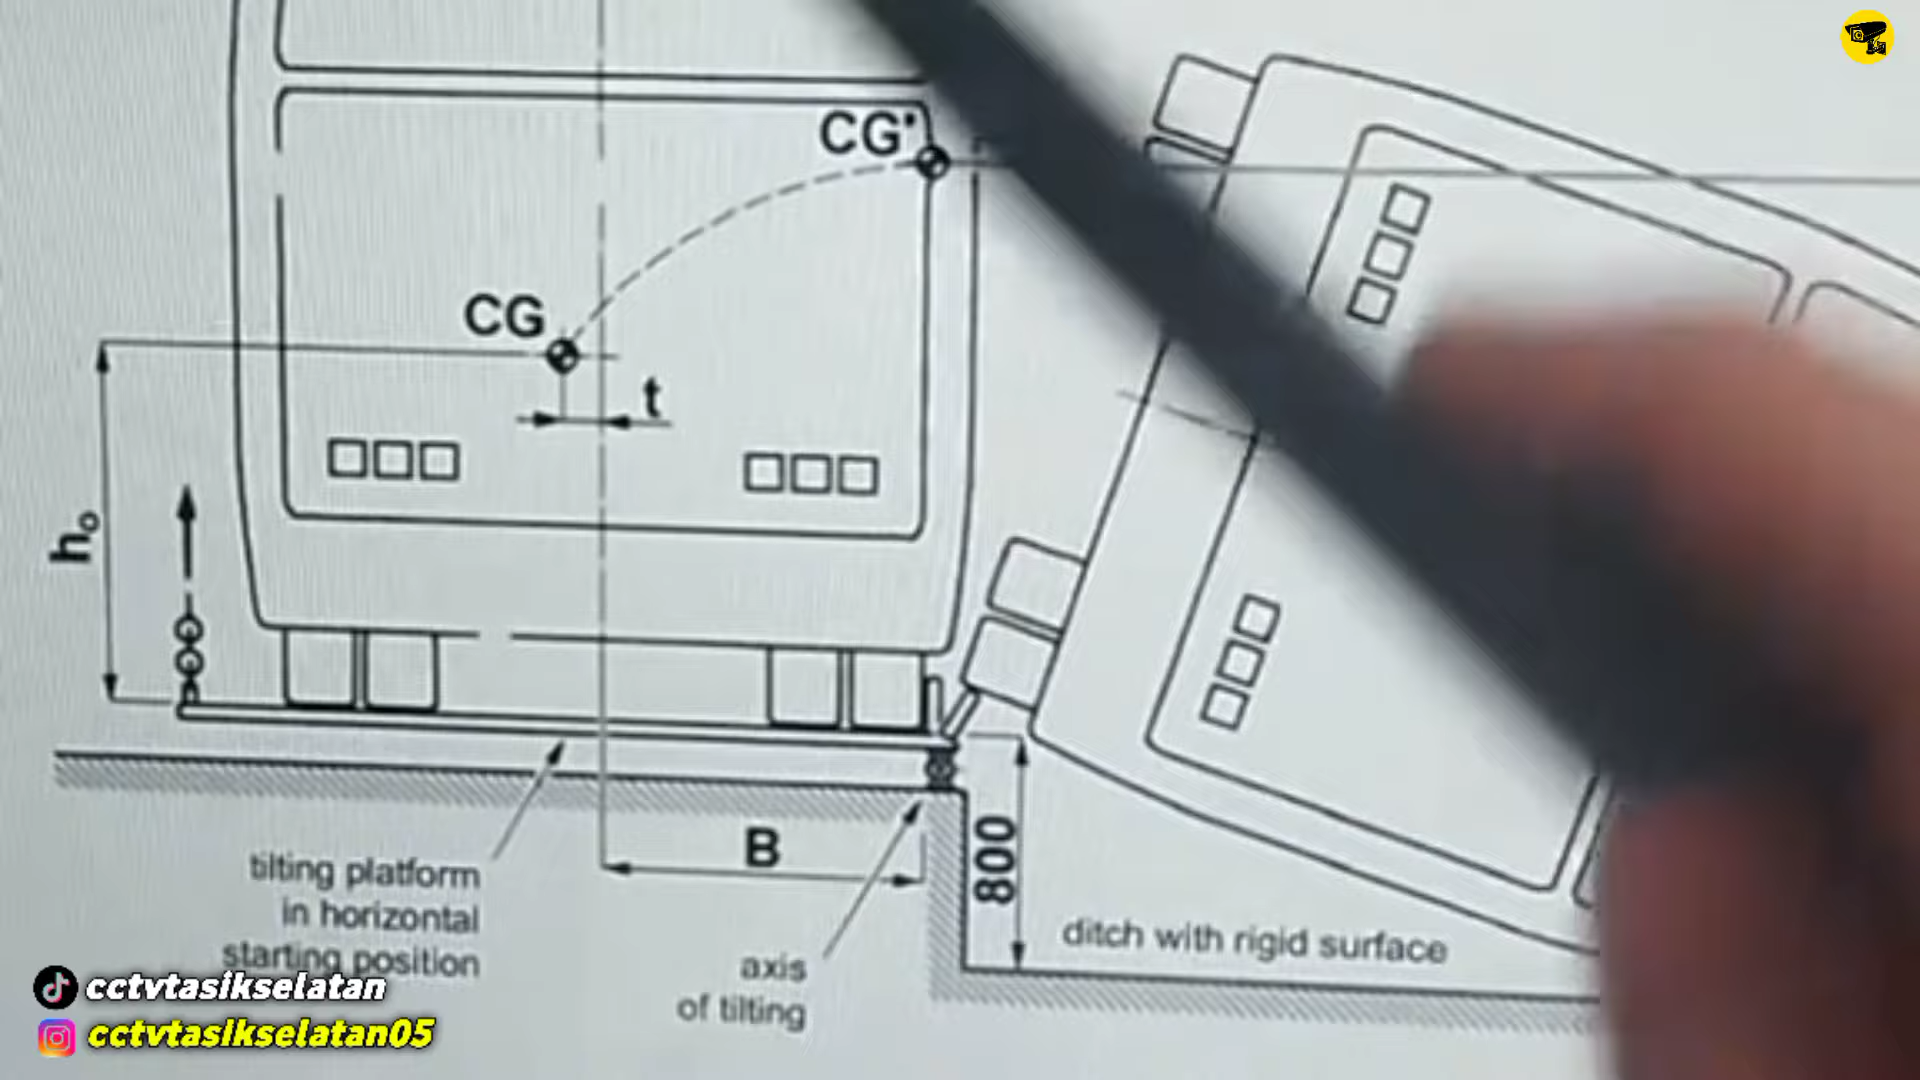 CG'
CG
t
h₀
B
800
tilting platform
in horizontal
starting position
axis
of tilting
ditch with rigid surface
cctvtasikselatan
cctvtasikselatan05